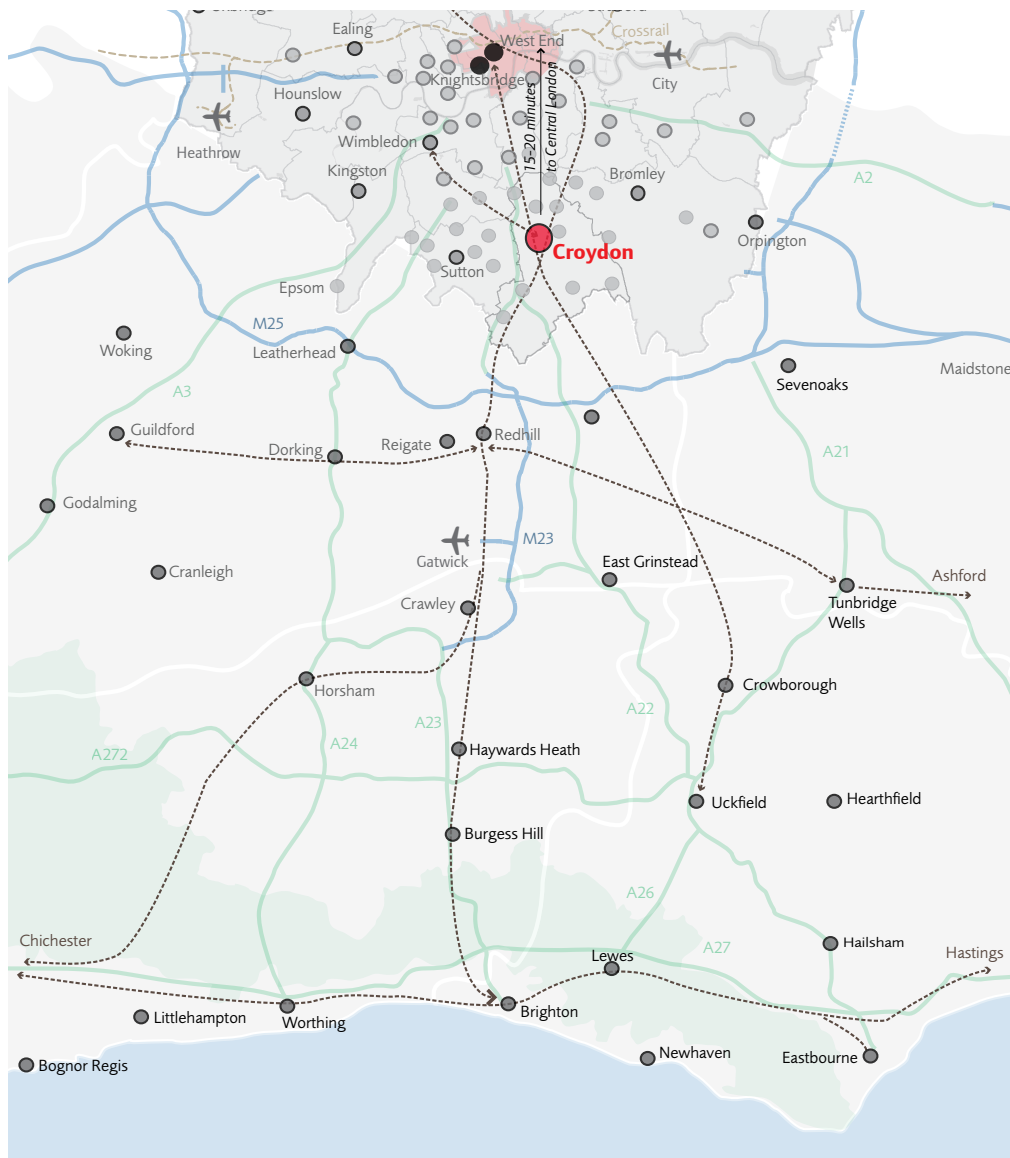 Ealing
West End
Crossrail
City
Knightsbridge
15-20 minutes
to Central London
Hounslow
Heathrow
Wimbledon
Kingston
Bromley
A2
Orpington
Croydon
Sutton
Epsom
M25
Woking
Leatherhead
Maidstone
Sevenoaks
A3
Guildford
Redhill
Reigate
Dorking
A21
Godalming
M23
Gatwick
East Grinstead
Cranleigh
Ashford
Crawley
Tunbridge
Wells
Horsham
Crowborough
A22
A23
A24
A272
Haywards Heath
Uckfield
Hearthfield
Burgess Hill
A26
Chichester
Hailsham
A27
Hastings
Lewes
Brighton
Littlehampton
Worthing
Newhaven
Eastbourne
Bognor Regis